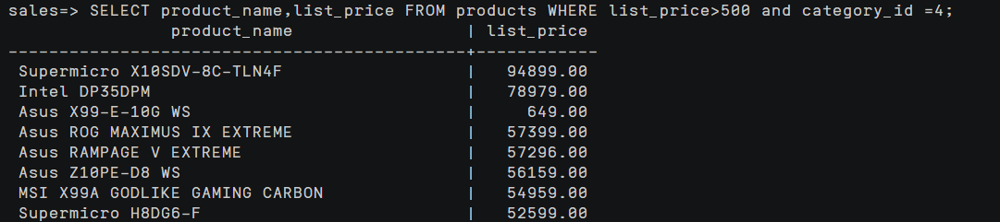 sales=> SELECT product_name,list_price FROM products WHERE list_price>500 and category_id =4;
                product_name                 | list_price
---------------------------------------------+------------
 Supermicro X10SDV-8C-TLN4F                  |   94899.00
 Intel DP35DPM                               |   78979.00
 Asus X99-E-10G WS                           |     649.00
 Asus ROG MAXIMUS IX EXTREME                 |   57399.00
 Asus RAMPAGE V EXTREME                      |   57296.00
 Asus Z10PE-D8 WS                            |   56159.00
 MSI X99A GODLIKE GAMING CARBON              |   54959.00
 Supermicro H8DG6-F                          |   52599.00